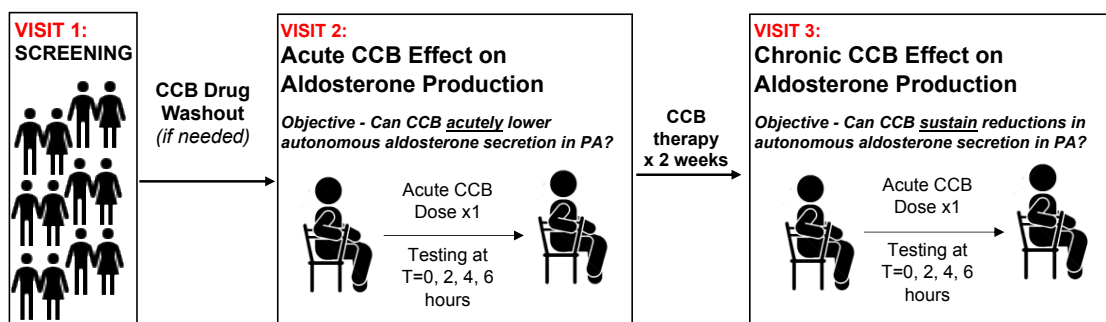 VISIT 1:
SCREENING
CCB Drug
Washout
(if needed)
VISIT 2:
Acute CCB Effect on
Aldosterone Production
Objective - Can CCB acutely lower
autonomous aldosterone secretion in PA?
Acute CCB
Dose x1
Testing at
T=0, 2, 4, 6
hours
CCB
therapy
x 2 weeks
VISIT 3:
Chronic CCB Effect on
Aldosterone Production
Objective - Can CCB sustain reductions in
autonomous aldosterone secretion in PA?
Acute CCB
Dose x1
Testing at
T=0, 2, 4, 6
hours